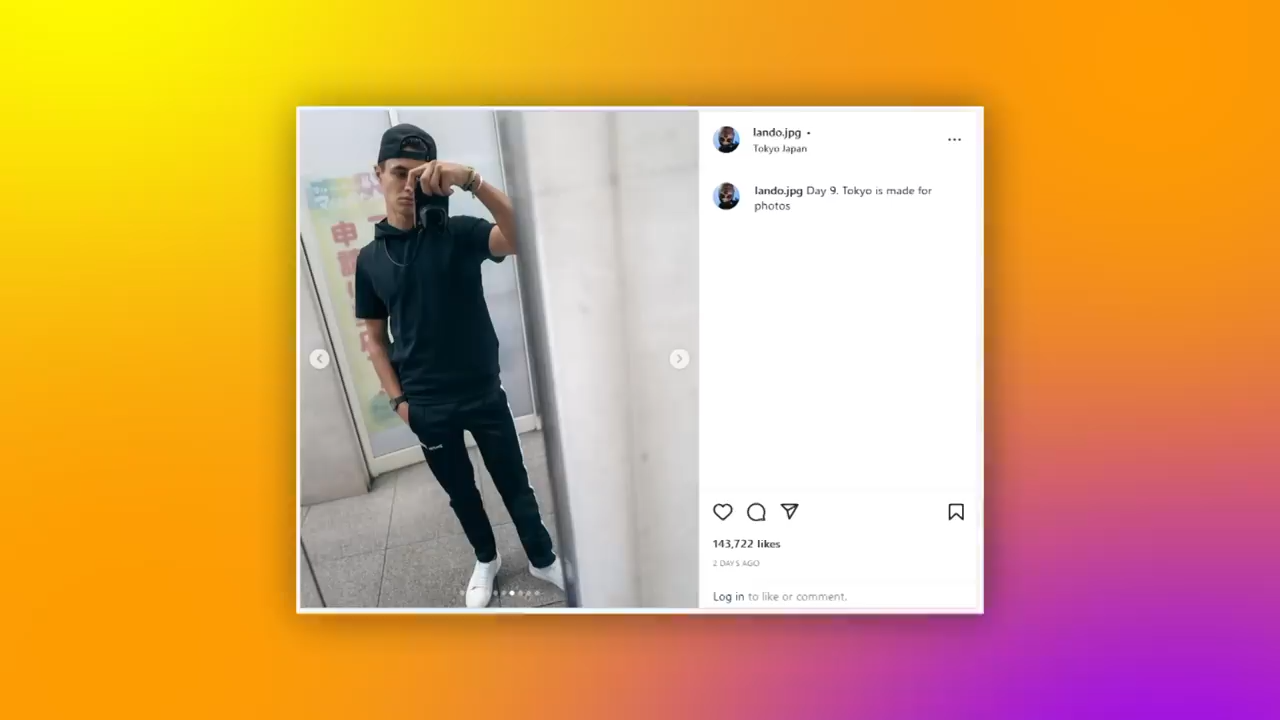 lando.jpg •
Tokyo Japan
lando.jpg Day 9. Tokyo is made for
photos
143,722 likes
2 DAYS AGO
Log in to like or comment.